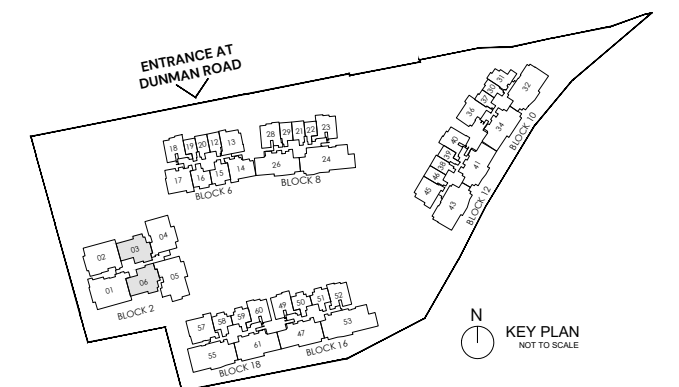 ENTRANCE AT
DUNMAN ROAD
18 19 20 12 13
17 16 15 14
BLOCK 6
28 29 21 22 23
26 24
BLOCK 8
31
30
37
36
32
34
BLOCK 10
40
39
38
46
45
41
43
BLOCK 12
02 03 04
01 06 05
BLOCK 2
57 58 59 60
55 61
BLOCK 18
49 50 51 52
47 53
BLOCK 16
N
KEY PLAN
NOT TO SCALE